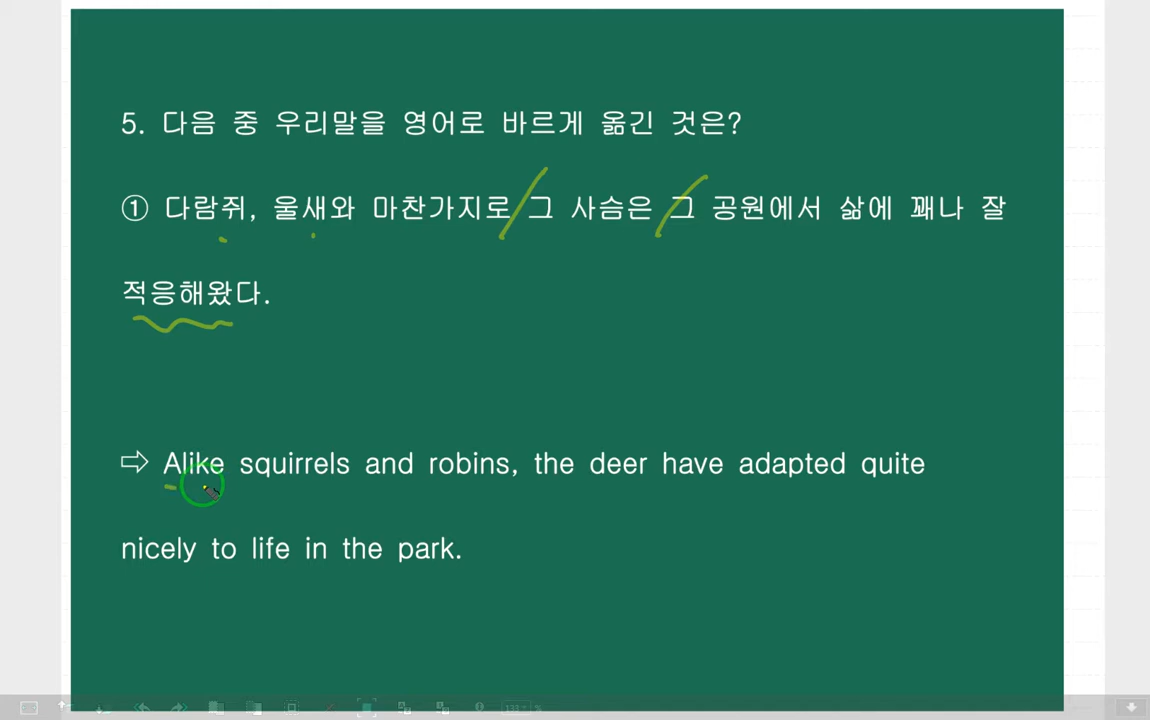 5. 다음 중 우리말을 영어로 바르게 옮긴 것은?
① 다람쥐, 울새와 마찬가지로 그 사슴은 그 공원에서 삶에 꽤나 잘
적응해왔다.
⇨ Alike squirrels and robins, the deer have adapted quite
nicely to life in the park.